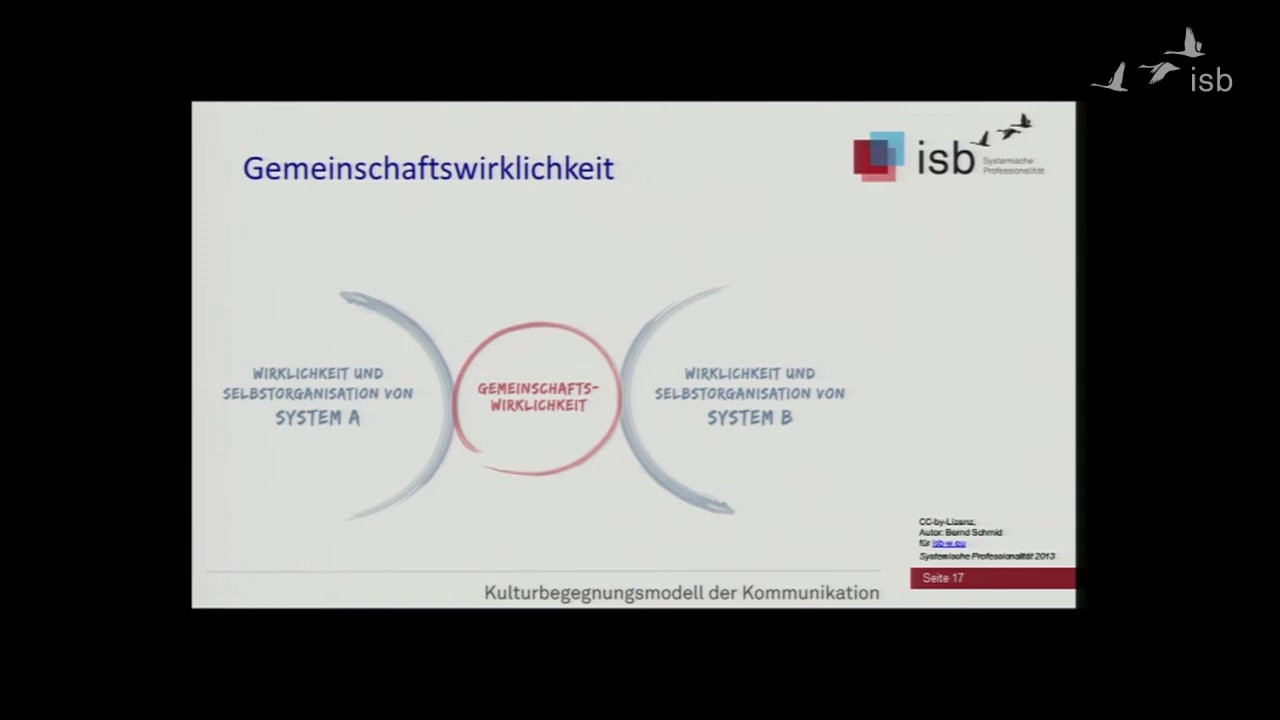 isb
Gemeinschaftswirklichkeit
isb
Systemische
Professionalität
WIRKLICHKEIT UND
SELBSTORGANISATION VON
SYSTEM A
GEMEINSCHAFTS-
WIRKLICHKEIT
WIRKLICHKEIT UND
SELBSTORGANISATION VON
SYSTEM B
CC-by-Lizenz,
Autor: Bernd Schmid
für isb-w.eu
Systemische Professionalität 2013
Seite 17
Kulturbegegnungsmodell der Kommunikation